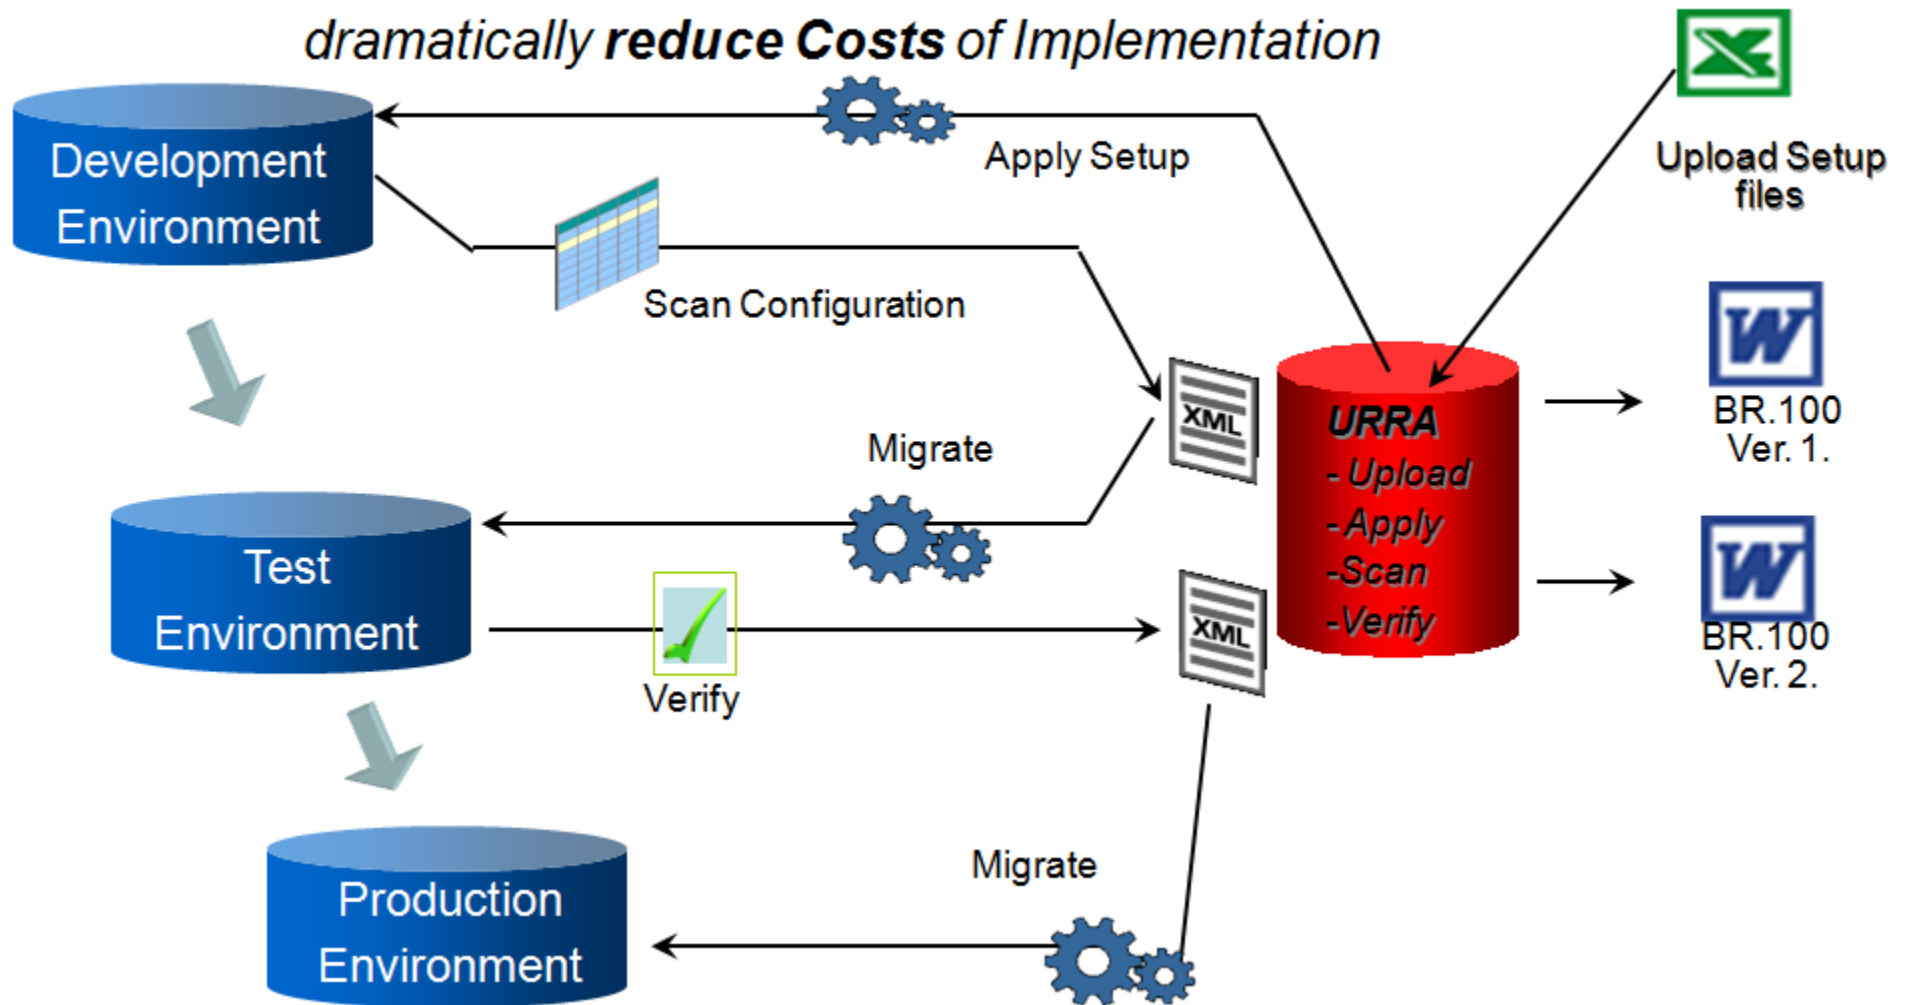 dramatically reduce Costs of Implementation
Development
Environment
Apply Setup
Upload Setup
files
Scan Configuration
XML
URRA
- Upload
- Apply
-Scan
-Verify
BR.100
Ver. 1.
Migrate
Test
Environment
Verify
XML
W
BR.100
Ver. 2.
W
Production
Environment
Migrate